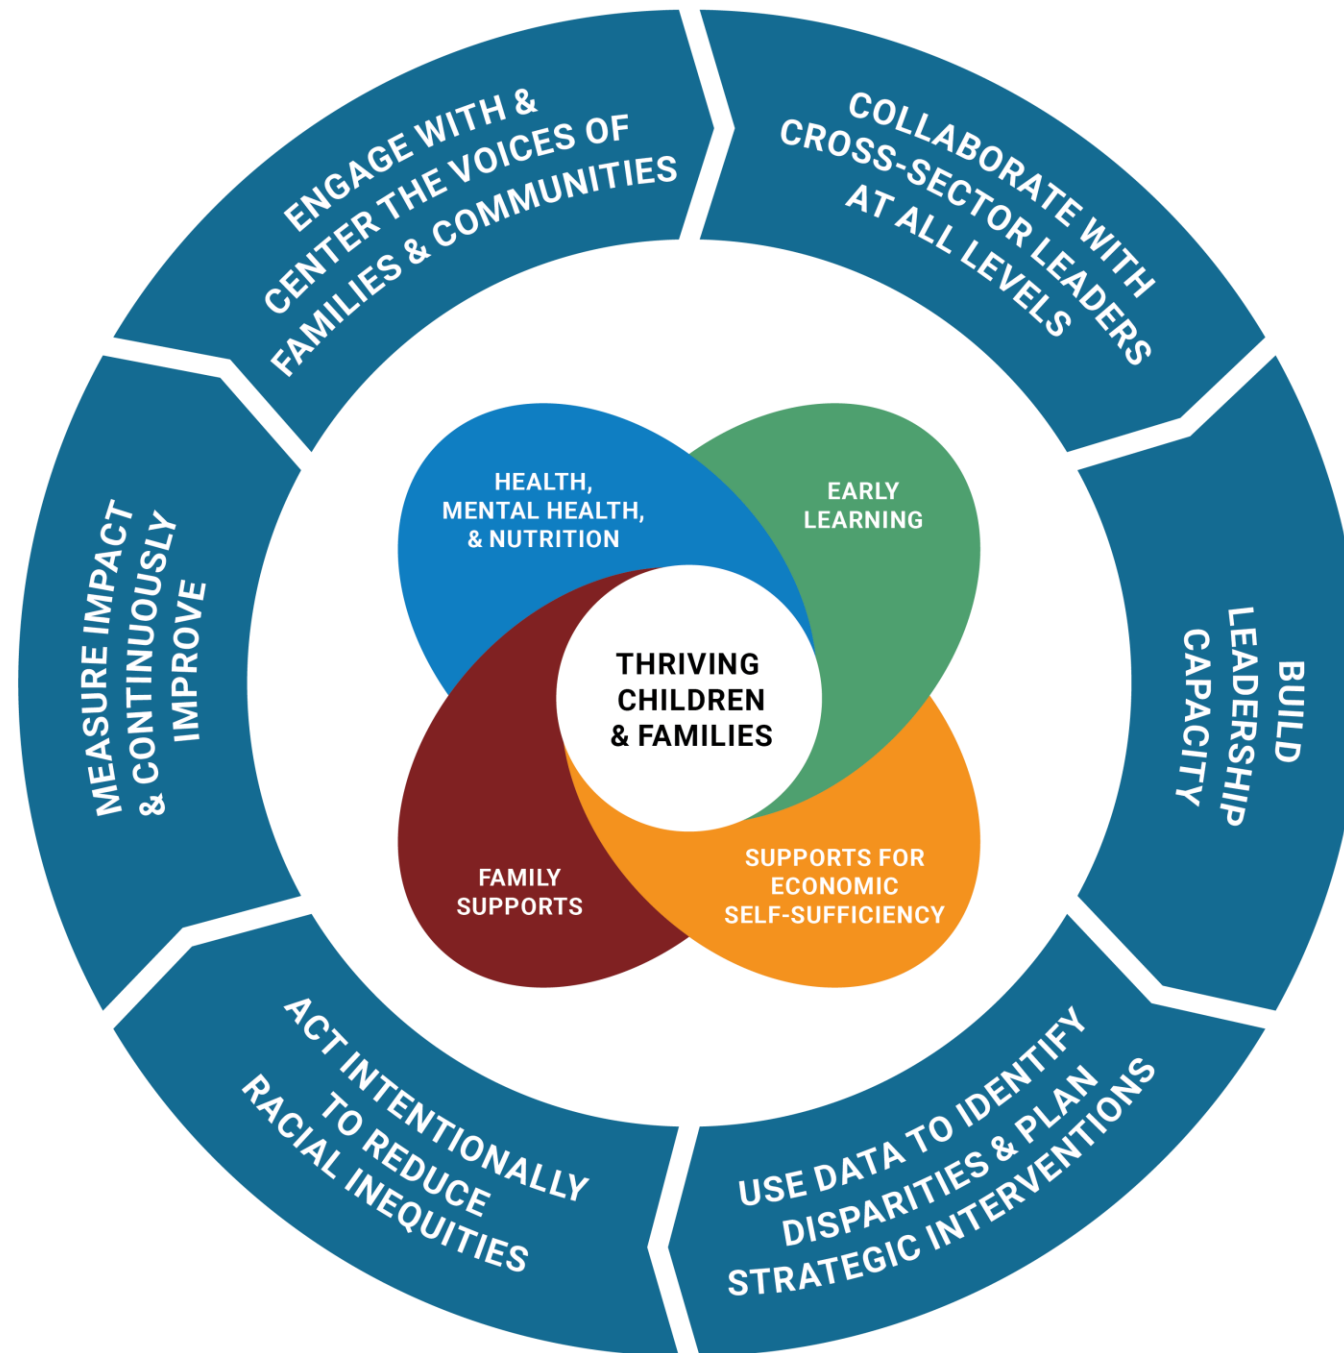 ENGAGE WITH &
CENTER THE VOICES OF
FAMILIES & COMMUNITIES
COLLABORATE WITH
CROSS-SECTOR LEADERS
AT ALL LEVELS
BUILD
LEADERSHIP
CAPACITY
USE DATA TO IDENTIFY
DISPARITIES & PLAN
STRATEGIC INTERVENTIONS
ACT INTENTIONALLY
TO REDUCE
RACIAL INEQUITIES
MEASURE IMPACT
& CONTINUOUSLY
IMPROVE
HEALTH,
MENTAL HEALTH,
& NUTRITION
EARLY
LEARNING
THRIVING
CHILDREN
& FAMILIES
FAMILY
SUPPORTS
SUPPORTS FOR
ECONOMIC
SELF-SUFFICIENCY